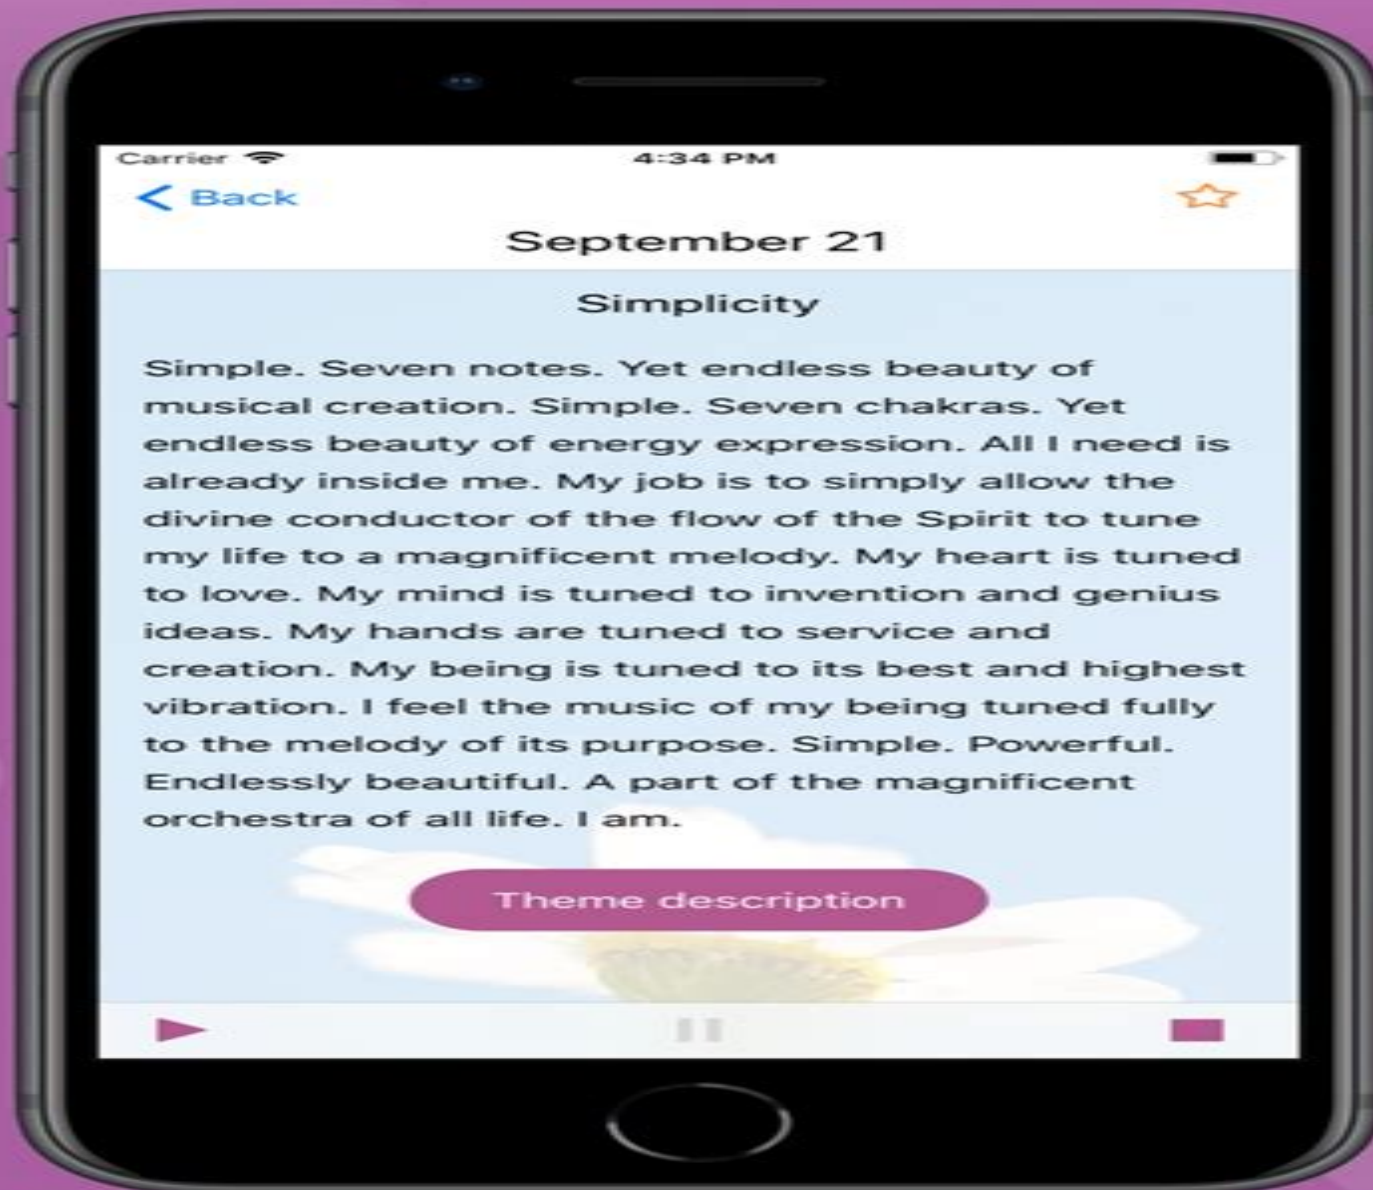 Carrier
4:34 PM
Back
September 21
Simplicity
Simple. Seven notes. Yet endless beauty of
musical creation. Simple. Seven chakras. Yet
endless beauty of energy expression. All I need is
already inside me. My job is to simply allow the
divine conductor of the flow of the Spirit to tune
my life to a magnificent melody. My heart is tuned
to love. My mind is tuned to invention and genius
ideas. My hands are tuned to service and
creation. My being is tuned to its best and highest
vibration. I feel the music of my being tuned fully
to the melody of its purpose. Simple. Powerful.
Endlessly beautiful. A part of the magnificent
orchestra of all life. I am.
Theme description